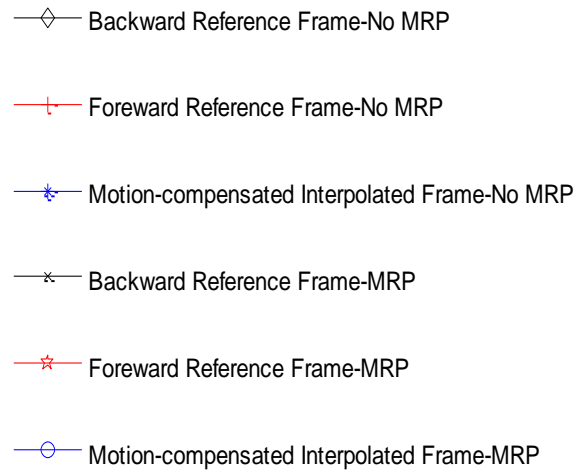 Backward Reference Frame-No MRP
Foreward Reference Frame-No MRP
Motion-compensated Interpolated Frame-No MRP
Backward Reference Frame-MRP
Foreward Reference Frame-MRP
Motion-compensated Interpolated Frame-MRP